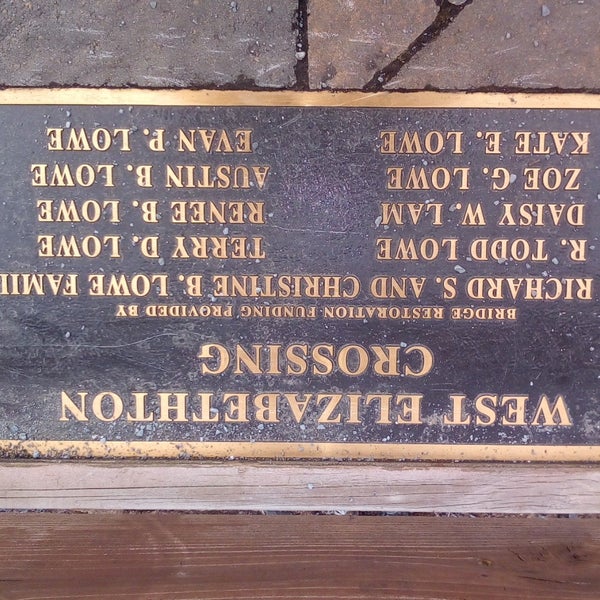 WEST ELIZABETHTON
CROSSING
BRIDGE RESTORATION FUNDING PROVIDED BY
RICHARD S. AND CHRISTINE B. LOWE
R. TODD LOWE TERRY D. LOWE
DAISY W. LAM RENEE B. LOWE
ZOE G. LOWE AUSTIN B. LOWE
KATE E. LOWE EVAN P. LOWE